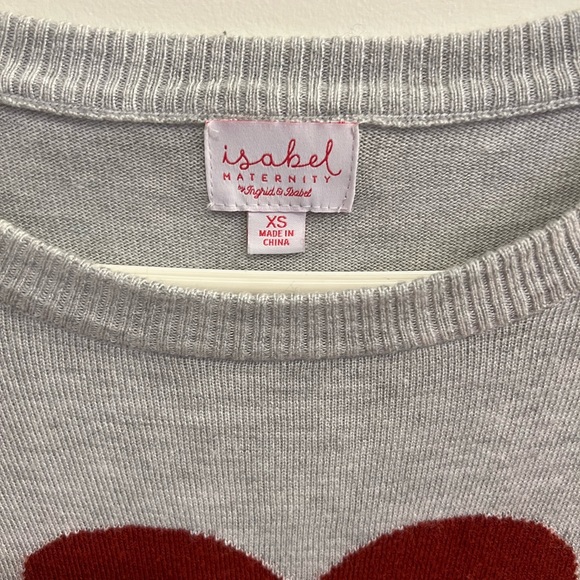 isabel
MATERNITY
by Ingrid & Isabel
XS
MADE IN
CHINA